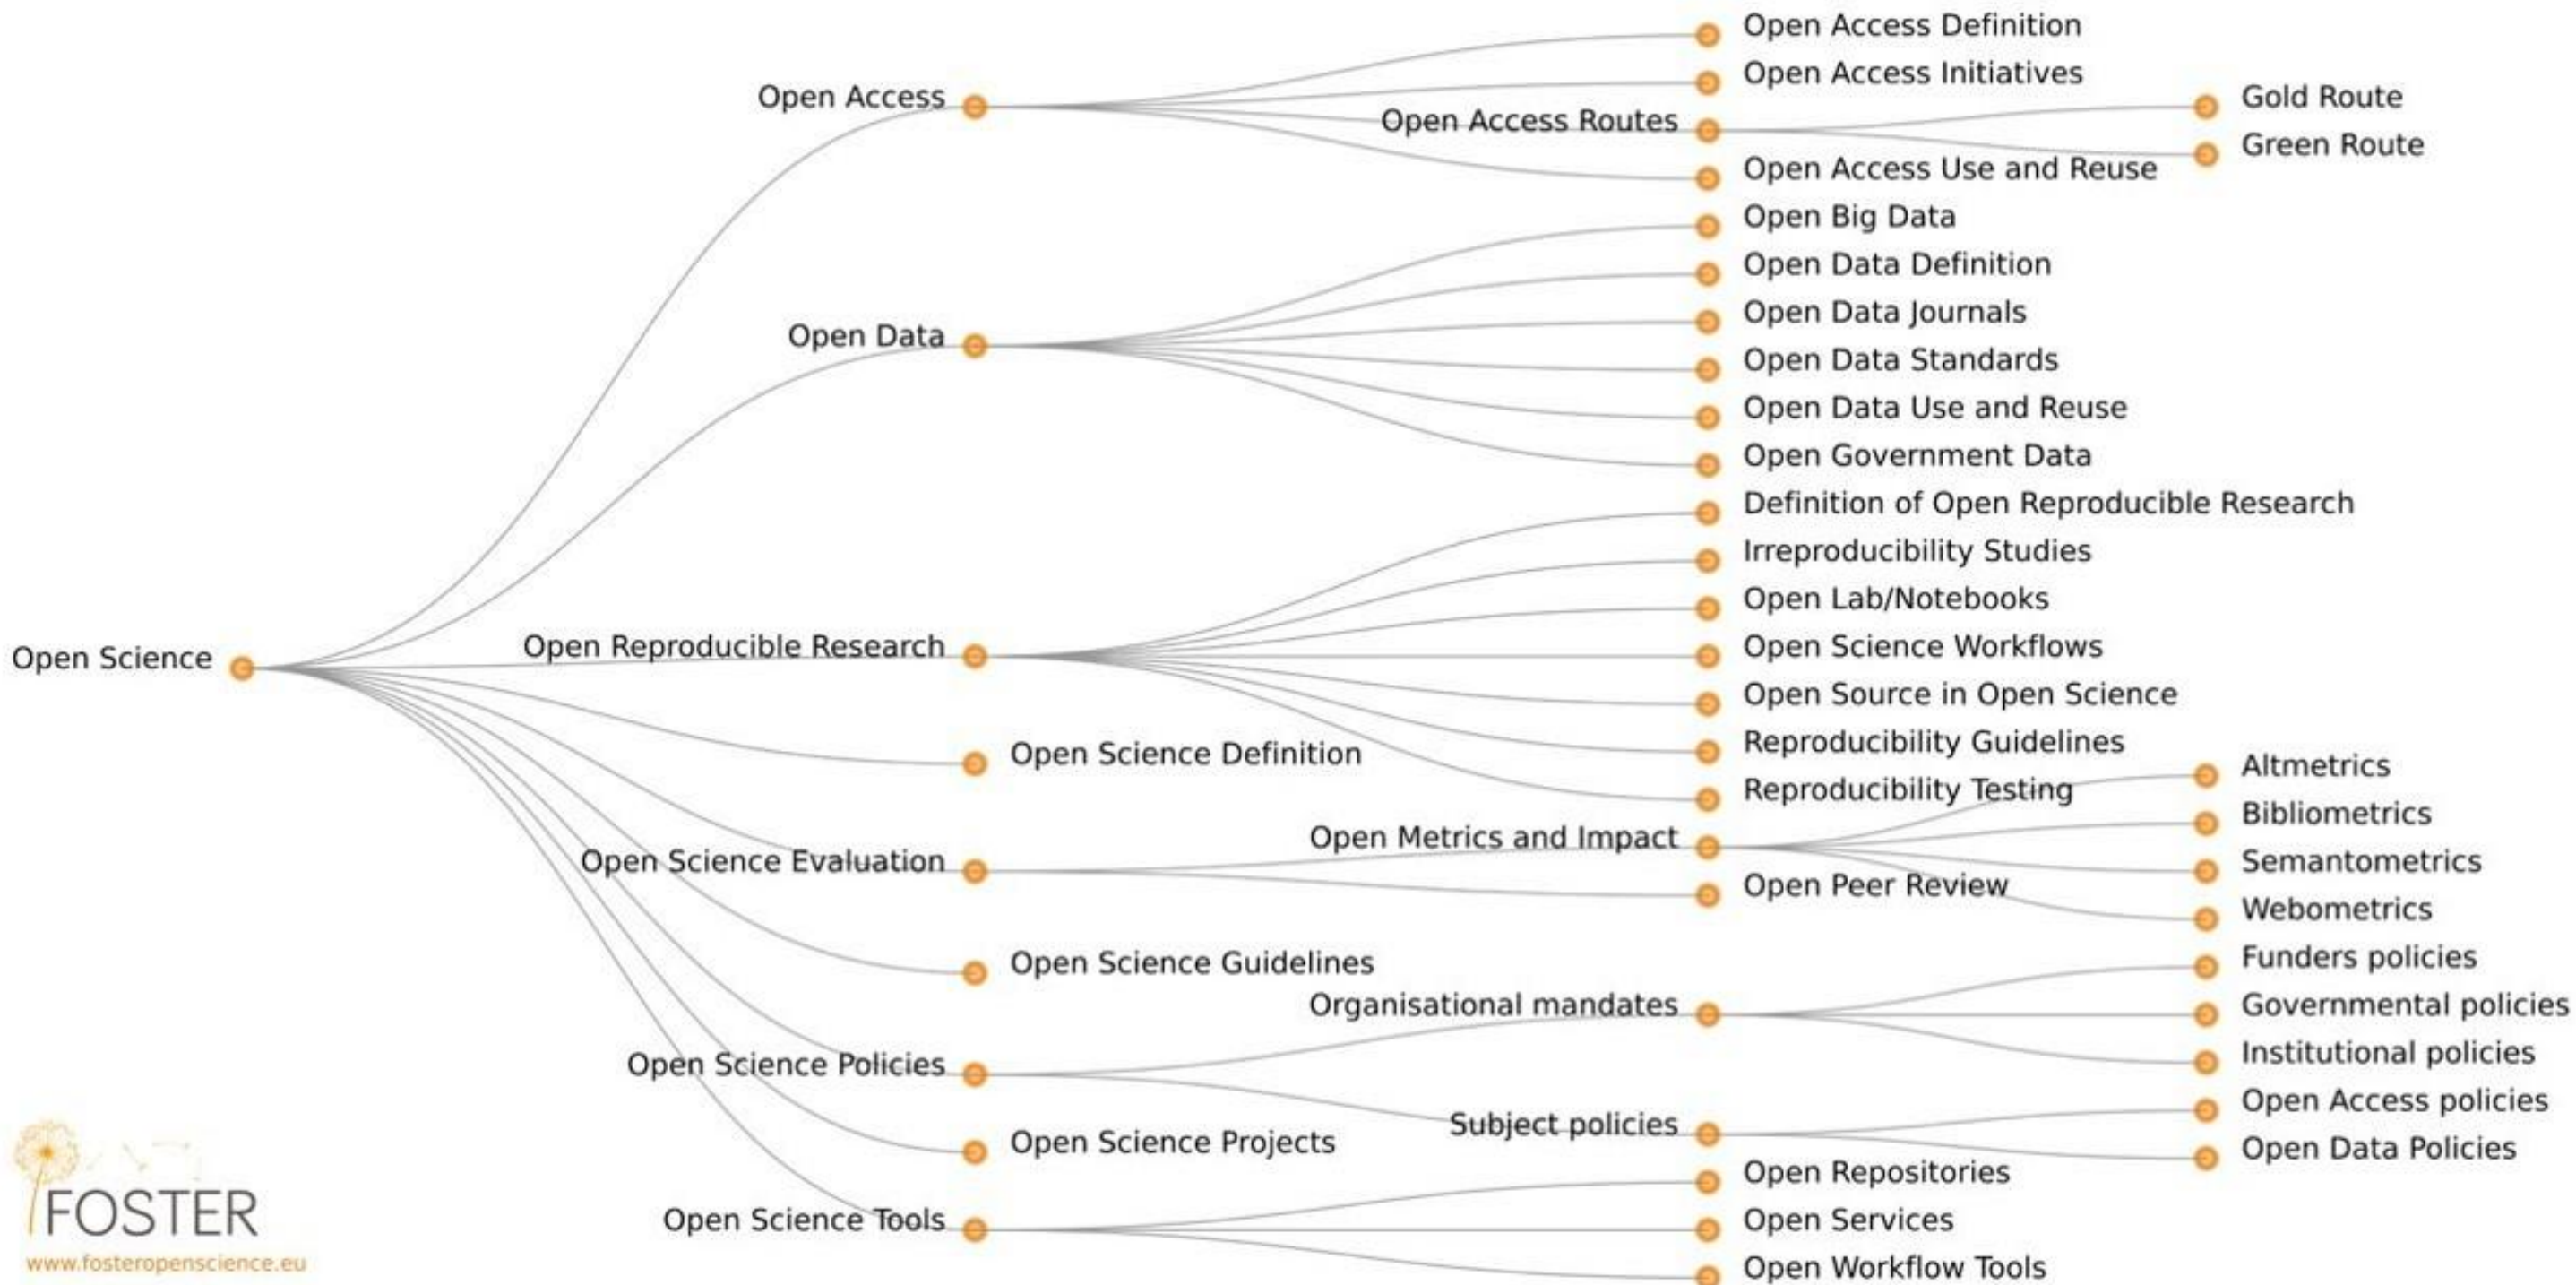 Open Science
Open Access
Open Access Definition
Open Access Initiatives
Open Access Routes
Gold Route
Green Route
Open Access Use and Reuse
Open Data
Open Big Data
Open Data Definition
Open Data Journals
Open Data Standards
Open Data Use and Reuse
Open Government Data
Open Reproducible Research
Definition of Open Reproducible Research
Irreproducibility Studies
Open Lab/Notebooks
Open Science Workflows
Open Source in Open Science
Reproducibility Guidelines
Reproducibility Testing
Open Science Definition
Open Science Evaluation
Open Metrics and Impact
Altmetrics
Bibliometrics
Semantometrics
Webometrics
Open Peer Review
Open Science Guidelines
Open Science Policies
Organisational mandates
Funders policies
Governmental policies
Institutional policies
Subject policies
Open Access policies
Open Data Policies
Open Science Projects
Open Science Tools
Open Repositories
Open Services
Open Workflow Tools
FOSTER
www.fosteropenscience.eu